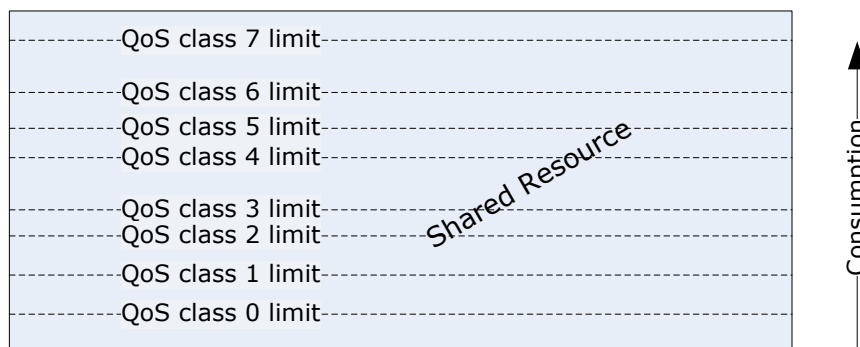 QoS class 7 limit
QoS class 6 limit
QoS class 5 limit
QoS class 4 limit
QoS class 3 limit
QoS class 2 limit
QoS class 1 limit
QoS class 0 limit
Shared Resource
Consumption